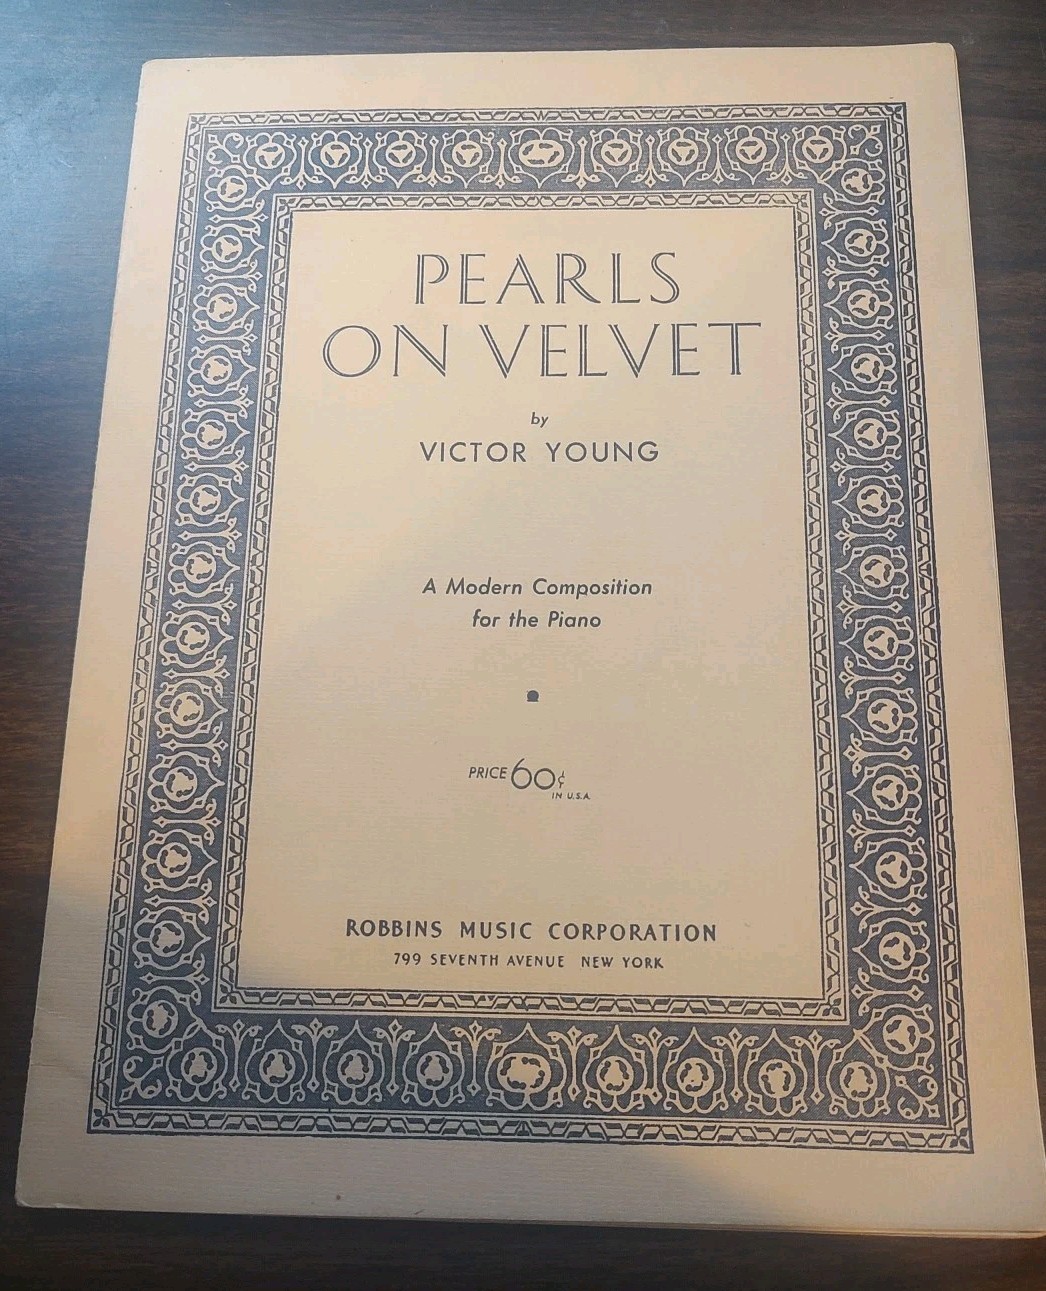 PEARLS
ON VELVET
by
VICTOR YOUNG
A Modern Composition
for the Piano
PRICE 60¢
IN U.S.A.
ROBBINS MUSIC CORPORATION
799 SEVENTH AVENUE NEW YORK